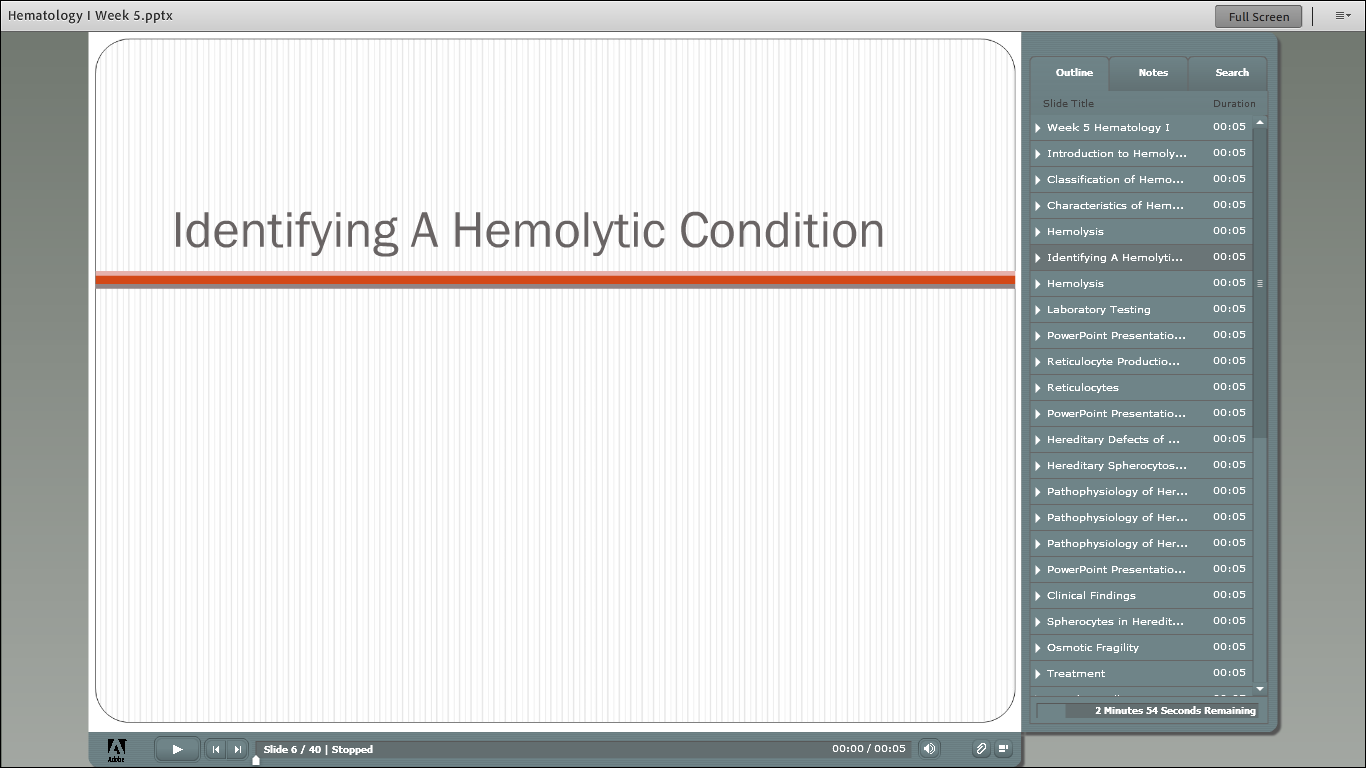 Hematology I Week 5.pptx
Full Screen
Identifying A Hemolytic Condition
Outline Notes Search
Slide Title Duration
Week 5 Hematology I 00:05
Introduction to Hemoly... 00:05
Classification of Hemo... 00:05
Characteristics of Hem... 00:05
Hemolysis 00:05
Identifying A Hemolyti... 00:05
Hemolysis 00:05
Laboratory Testing 00:05
PowerPoint Presentatio... 00:05
Reticulocyte Productio... 00:05
Reticulocytes 00:05
PowerPoint Presentatio... 00:05
Hereditary Defects of ... 00:05
Hereditary Spherocytos... 00:05
Pathophysiology of Her... 00:05
Pathophysiology of Her... 00:05
Pathophysiology of Her... 00:05
PowerPoint Presentatio... 00:05
Clinical Findings 00:05
Spherocytes in Heredit... 00:05
Osmotic Fragility 00:05
Treatment 00:05
2 Minutes 54 Seconds Remaining
Adobe
Slide 6 / 40 | Stopped 00:00 / 00:05